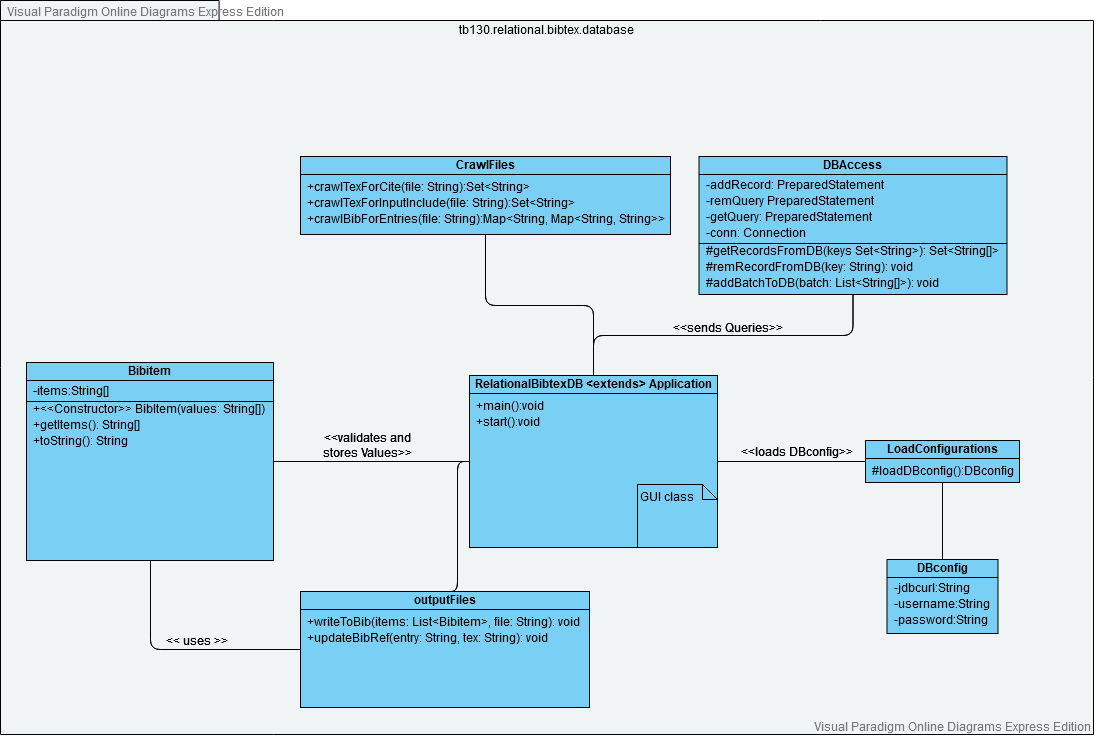 Visual Paradigm Online Diagrams Express Edition
tb130.relational.bibtex.database
CrawlFiles
+crawlTexForCite(file: String):Set<String>
+crawlTexForInputInclude(file: String):Set<String>
+crawlBibForEntries(file: String):Map<String, Map<String, String>>
DBAccess
-addRecord: PreparedStatement
-remQuery PreparedStatement
-getQuery: PreparedStatement
-conn: Connection
#getRecordsFromDB(keys Set<String>): Set<String[]>
#remRecordFromDB(key: String): void
#addBatchToDB(batch: List<String[]>): void
<<sends Queries>>
Bibitem
-items:String[]
+<<Constructor>> BibItem(values: String[])
+getItems(): String[]
+toString(): String
<<validates and
stores Values>>
RelationalBibtexDB <extends> Application
+main():void
+start():void
GUI class
<<loads DBconfig>>
LoadConfigurations
#loadDBconfig():DBconfig
DBconfig
-jdbcurl:String
-username:String
-password:String
outputFiles
+writeToBib(items: List<Bibitem>, file: String): void
+updateBibRef(entry: String, tex: String): void
<< uses >>
Visual Paradigm Online Diagrams Express Edition